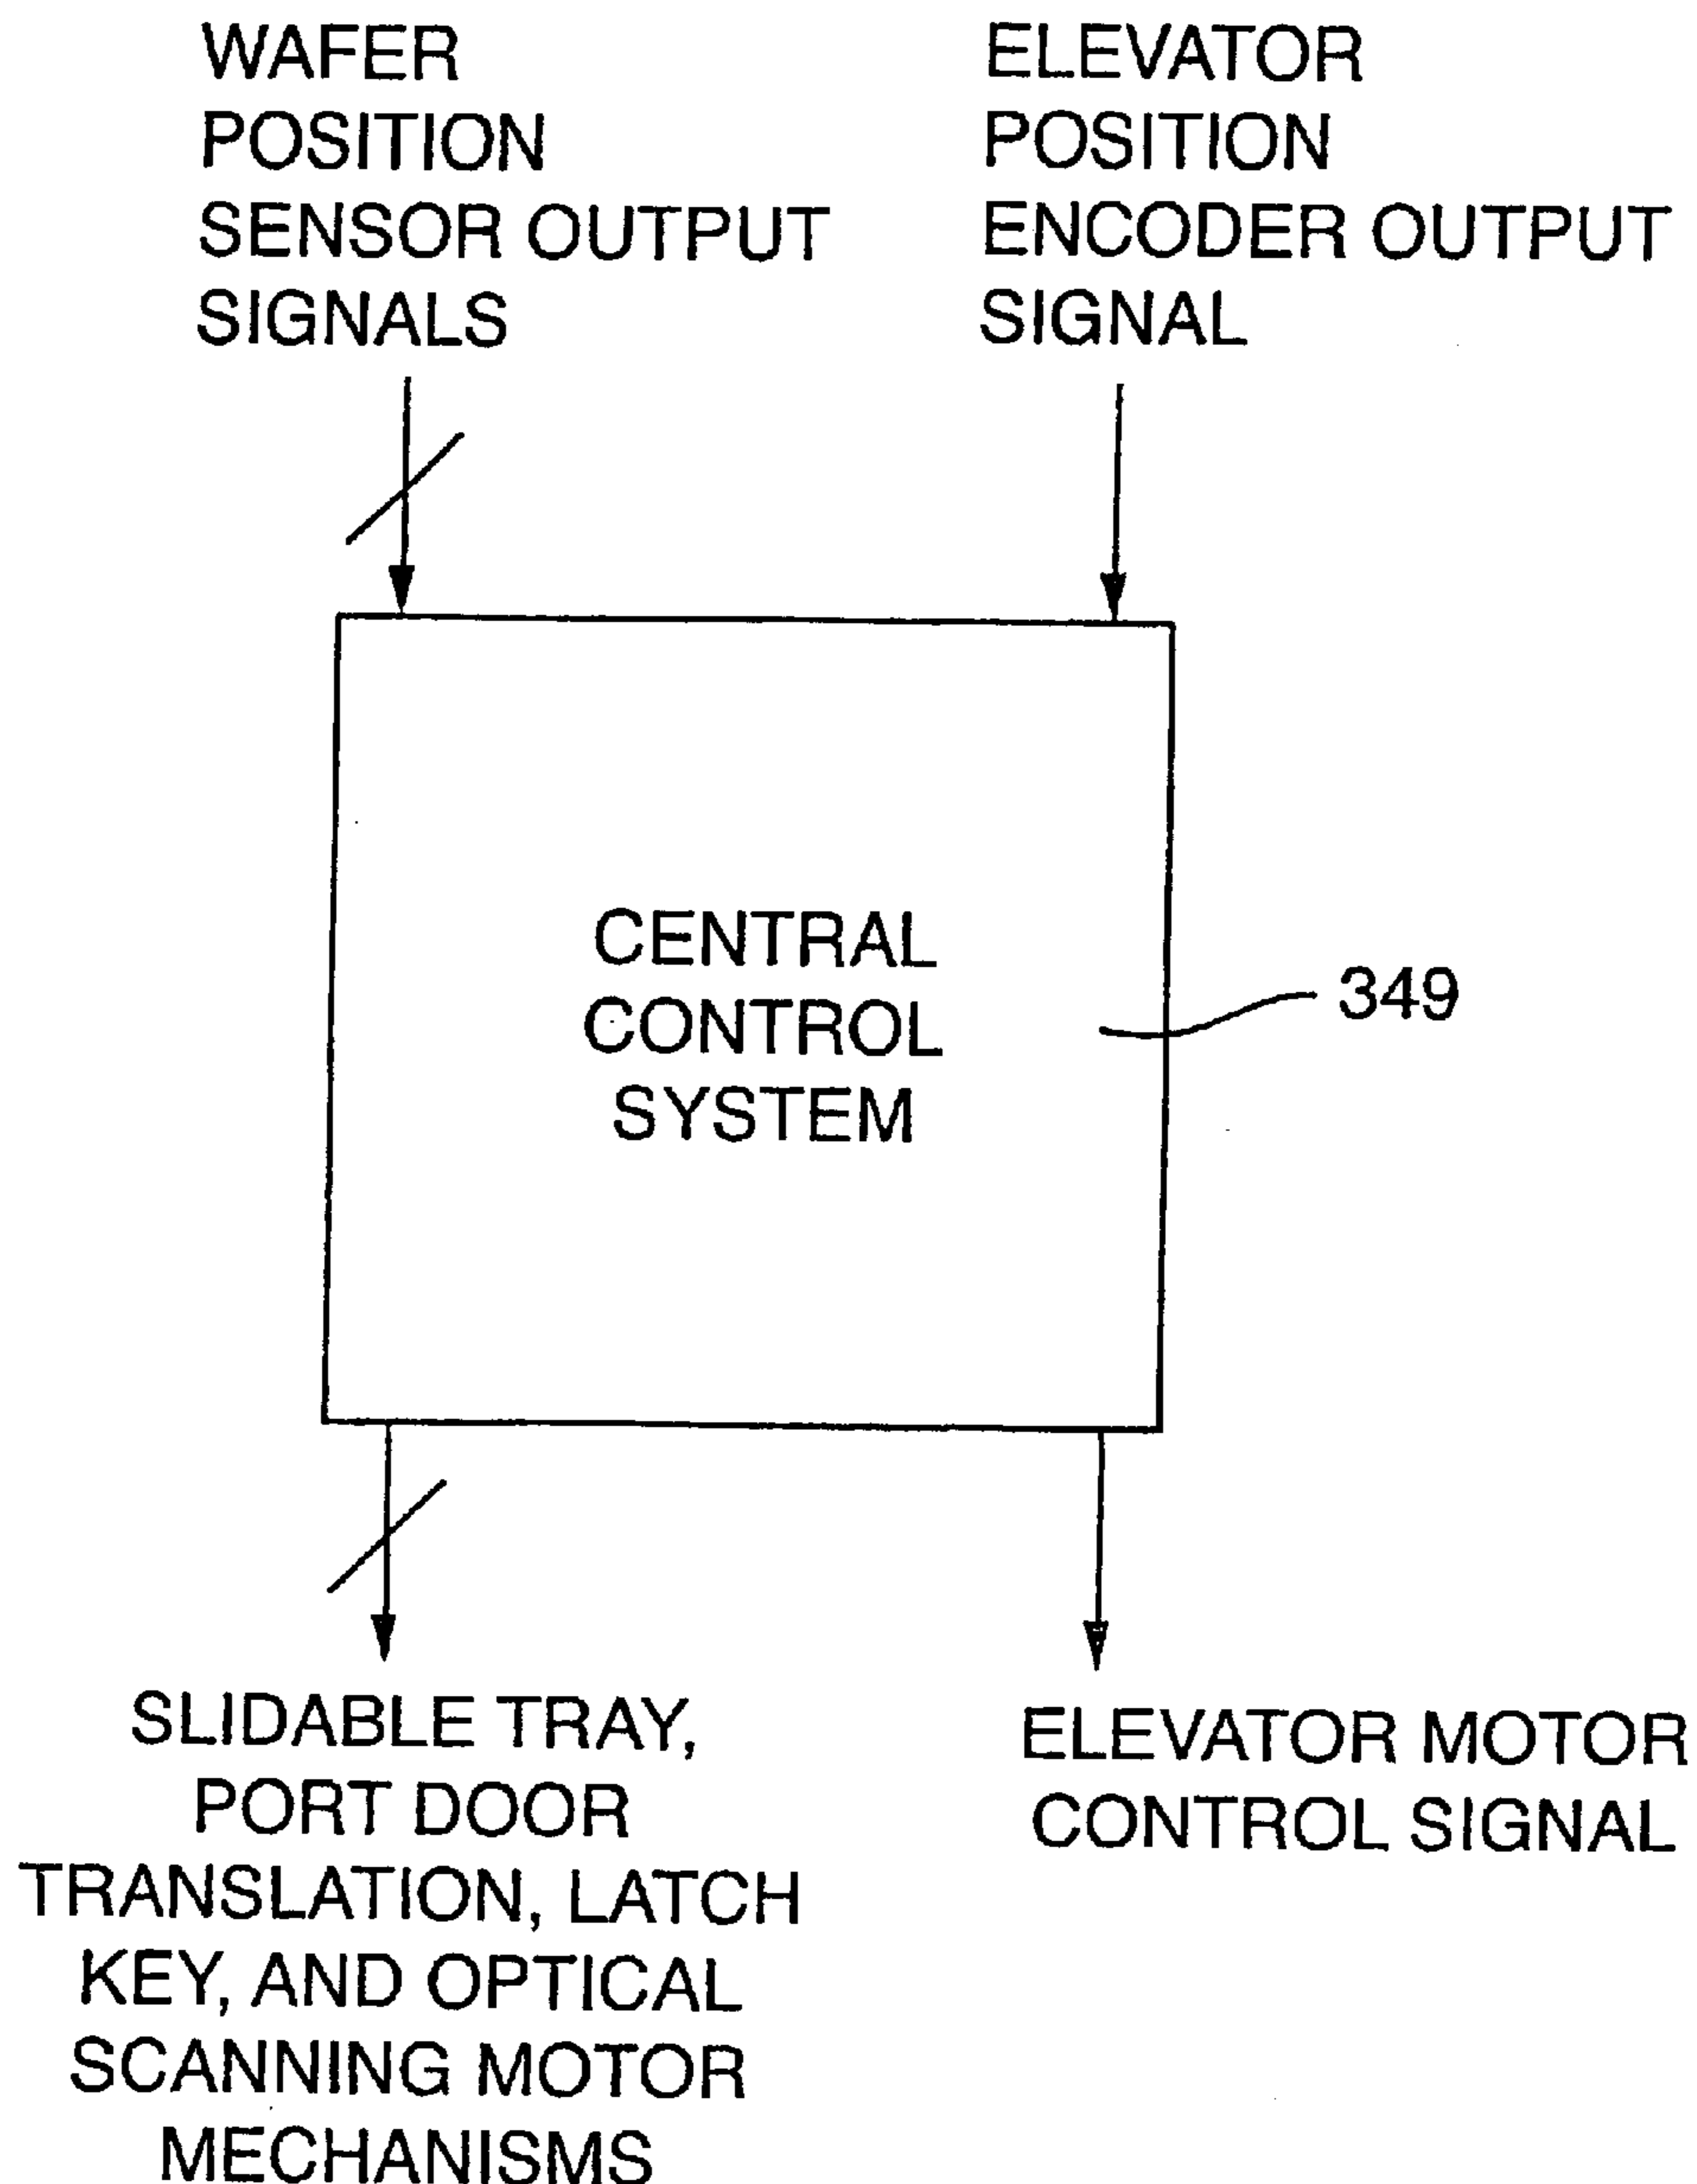 WAFER
POSITION
SENSOR OUTPUT
SIGNALS
ELEVATOR
POSITION
ENCODER OUTPUT
SIGNAL
CENTRAL
CONTROL
SYSTEM
349
SLIDABLE TRAY,
PORT DOOR
TRANSLATION, LATCH
KEY, AND OPTICAL
SCANNING MOTOR
MECHANISMS
ELEVATOR MOTOR
CONTROL SIGNAL